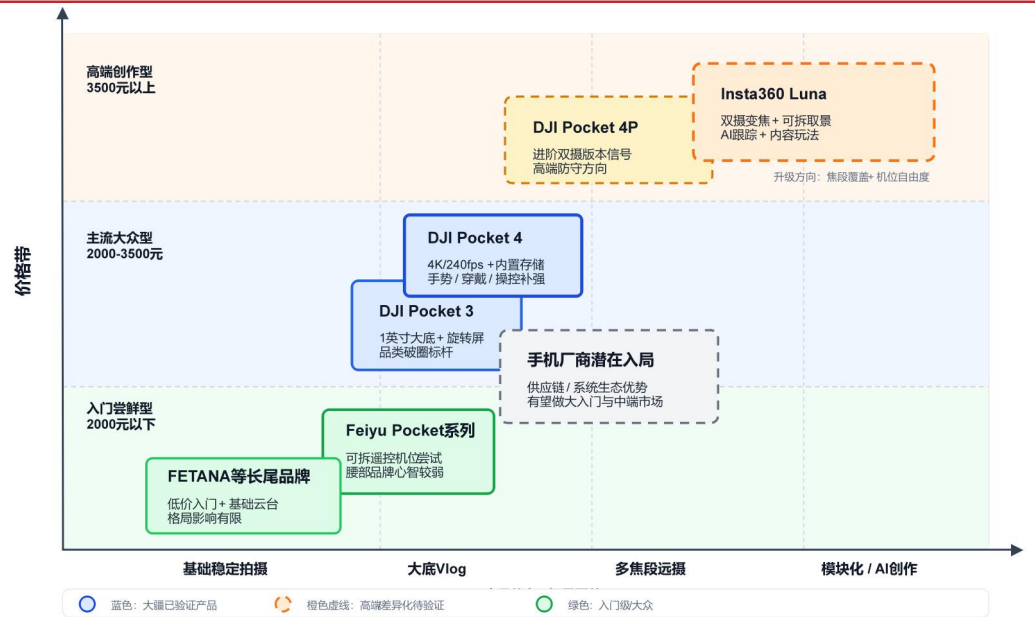 高端创作型
3500元以上
Insta360 Luna
双摄变焦 + 可拆取景
AI跟踪 + 内容玩法
DJI Pocket 4P
进阶双摄版本信号
高端防守方向
升级方向：焦段覆盖+ 机位自由度
价格带
主流大众型
2000-3500元
DJI Pocket 4
4K/240fps +内置存储
手势 / 穿戴 / 操控补强
DJI Pocket 3
1英寸大底 + 旋转屏
品类破圈标杆
手机厂商潜在入局
供应链 / 系统生态优势
有望做大入门与中端市场
入门尝鲜型
2000元以下
Feiyu Pocket系列
可拆遥控机位尝试
腰部品牌心智较弱
FETANA等长尾品牌
低价入门 + 基础云台
格局影响有限
基础稳定拍摄
大底Vlog
多焦段远摄
模块化 / AI创作
蓝色：大疆已验证产品
橙色虚线：高端差异化待验证
绿色：入门级/大众